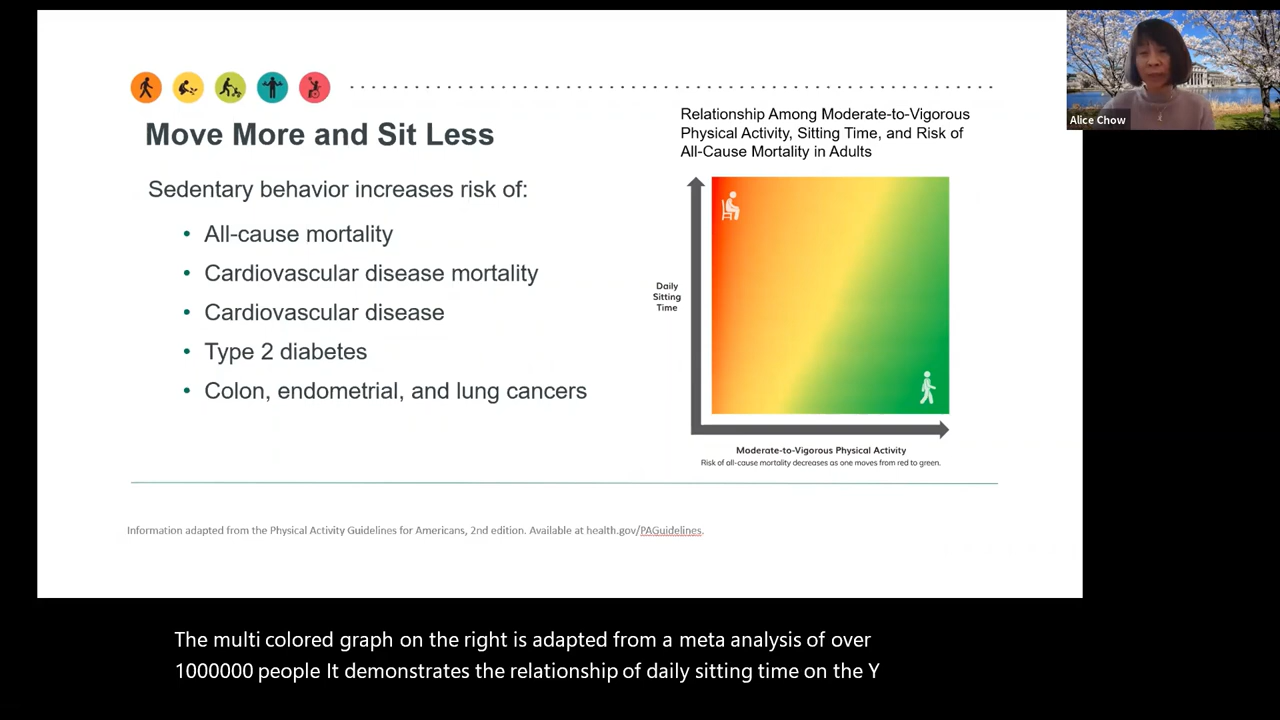 Move More and Sit Less
Sedentary behavior increases risk of:
• All-cause mortality
• Cardiovascular disease mortality
• Cardiovascular disease
• Type 2 diabetes
• Colon, endometrial, and lung cancers
Relationship Among Moderate-to-Vigorous
Physical Activity, Sitting Time, and Risk of
All-Cause Mortality in Adults
Daily
Sitting
Time
Moderate-to-Vigorous Physical Activity
Risk of all-cause mortality decreases as one moves from red to green.
Information adapted from the Physical Activity Guidelines for Americans, 2nd edition. Available at health.gov/PAGuidelines.
Alice Chow
The multi colored graph on the right is adapted from a meta analysis of over
1000000 people It demonstrates the relationship of daily sitting time on the Y